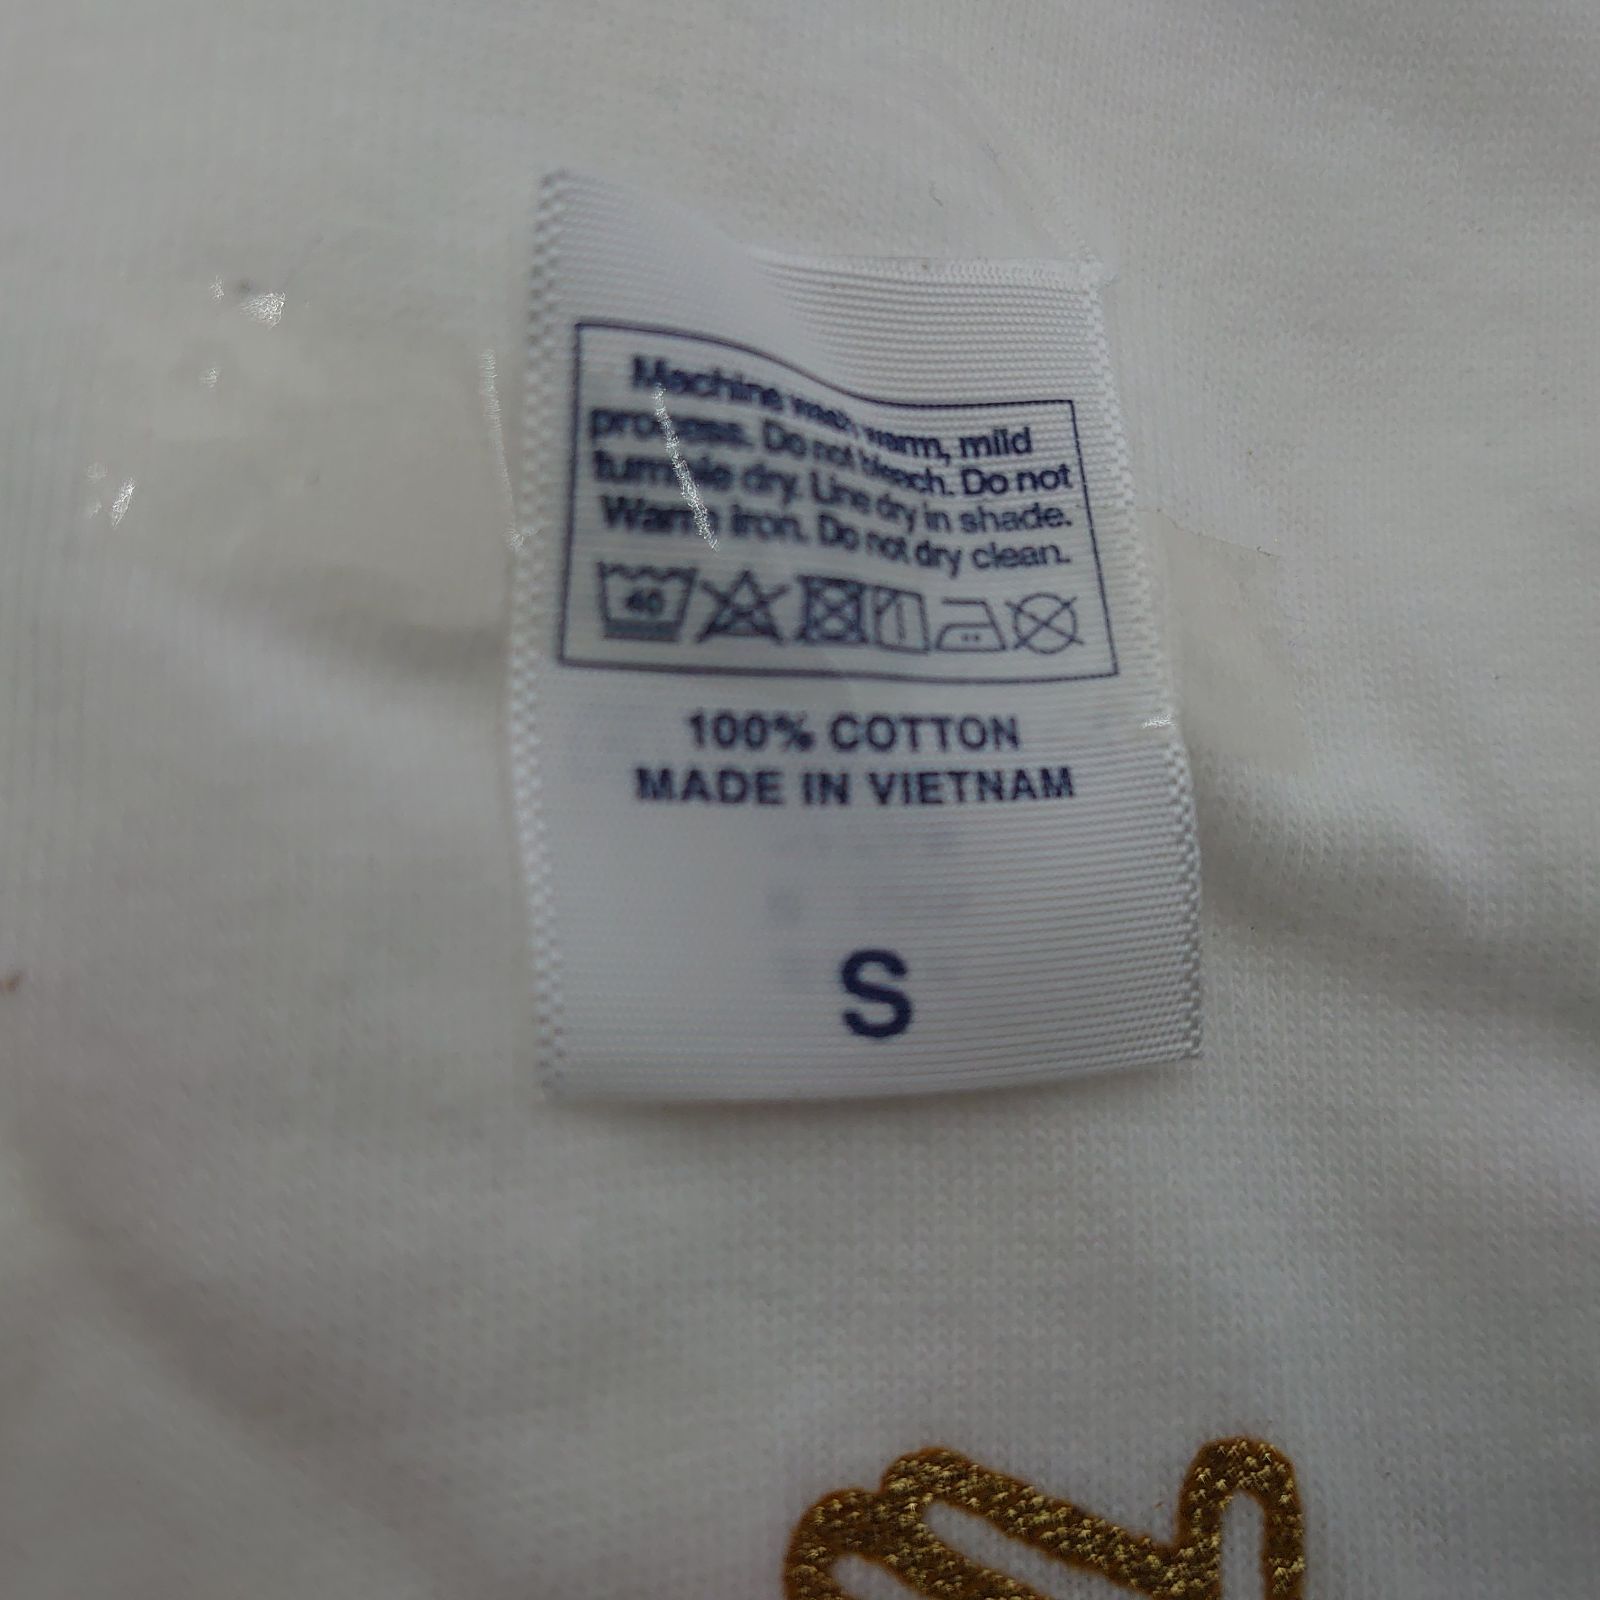 Machine wash warm, mild
process. Do not bleach. Do not
tumble dry. Line dry in shade.
Warm iron. Do not dry clean.
40
100% COTTON
MADE IN VIETNAM
S